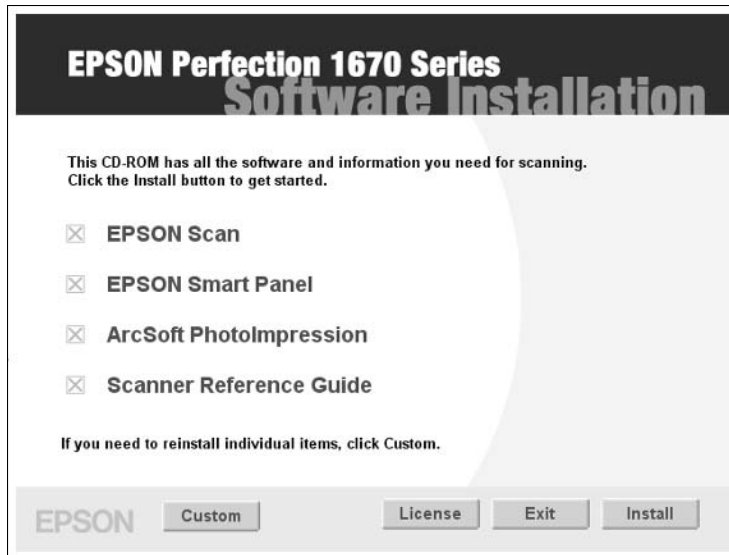 EPSON Perfection 1670 Series
Software Installation
This CD-ROM has all the software and information you need for scanning.
Click the Install button to get started.
EPSON Scan
EPSON Smart Panel
ArcSoft PhotoImpression
Scanner Reference Guide
If you need to reinstall individual items, click Custom.
EPSON Custom License Exit Install